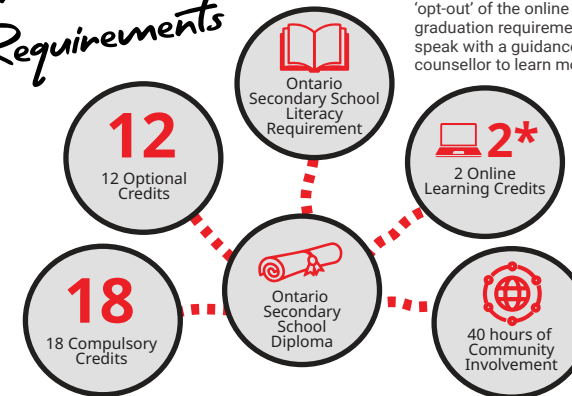 Requirements
'opt-out' of the online
graduation
speak with a guidance
counsellor to learn
Ontario
Secondary School
Literacy
Requirement
12
12 Optional
Credits
2*
2 Online
Learning Credits
18
18 Compulsory
Credits
Ontario
Secondary
School
Diploma
40 hours of
Community
Involvement